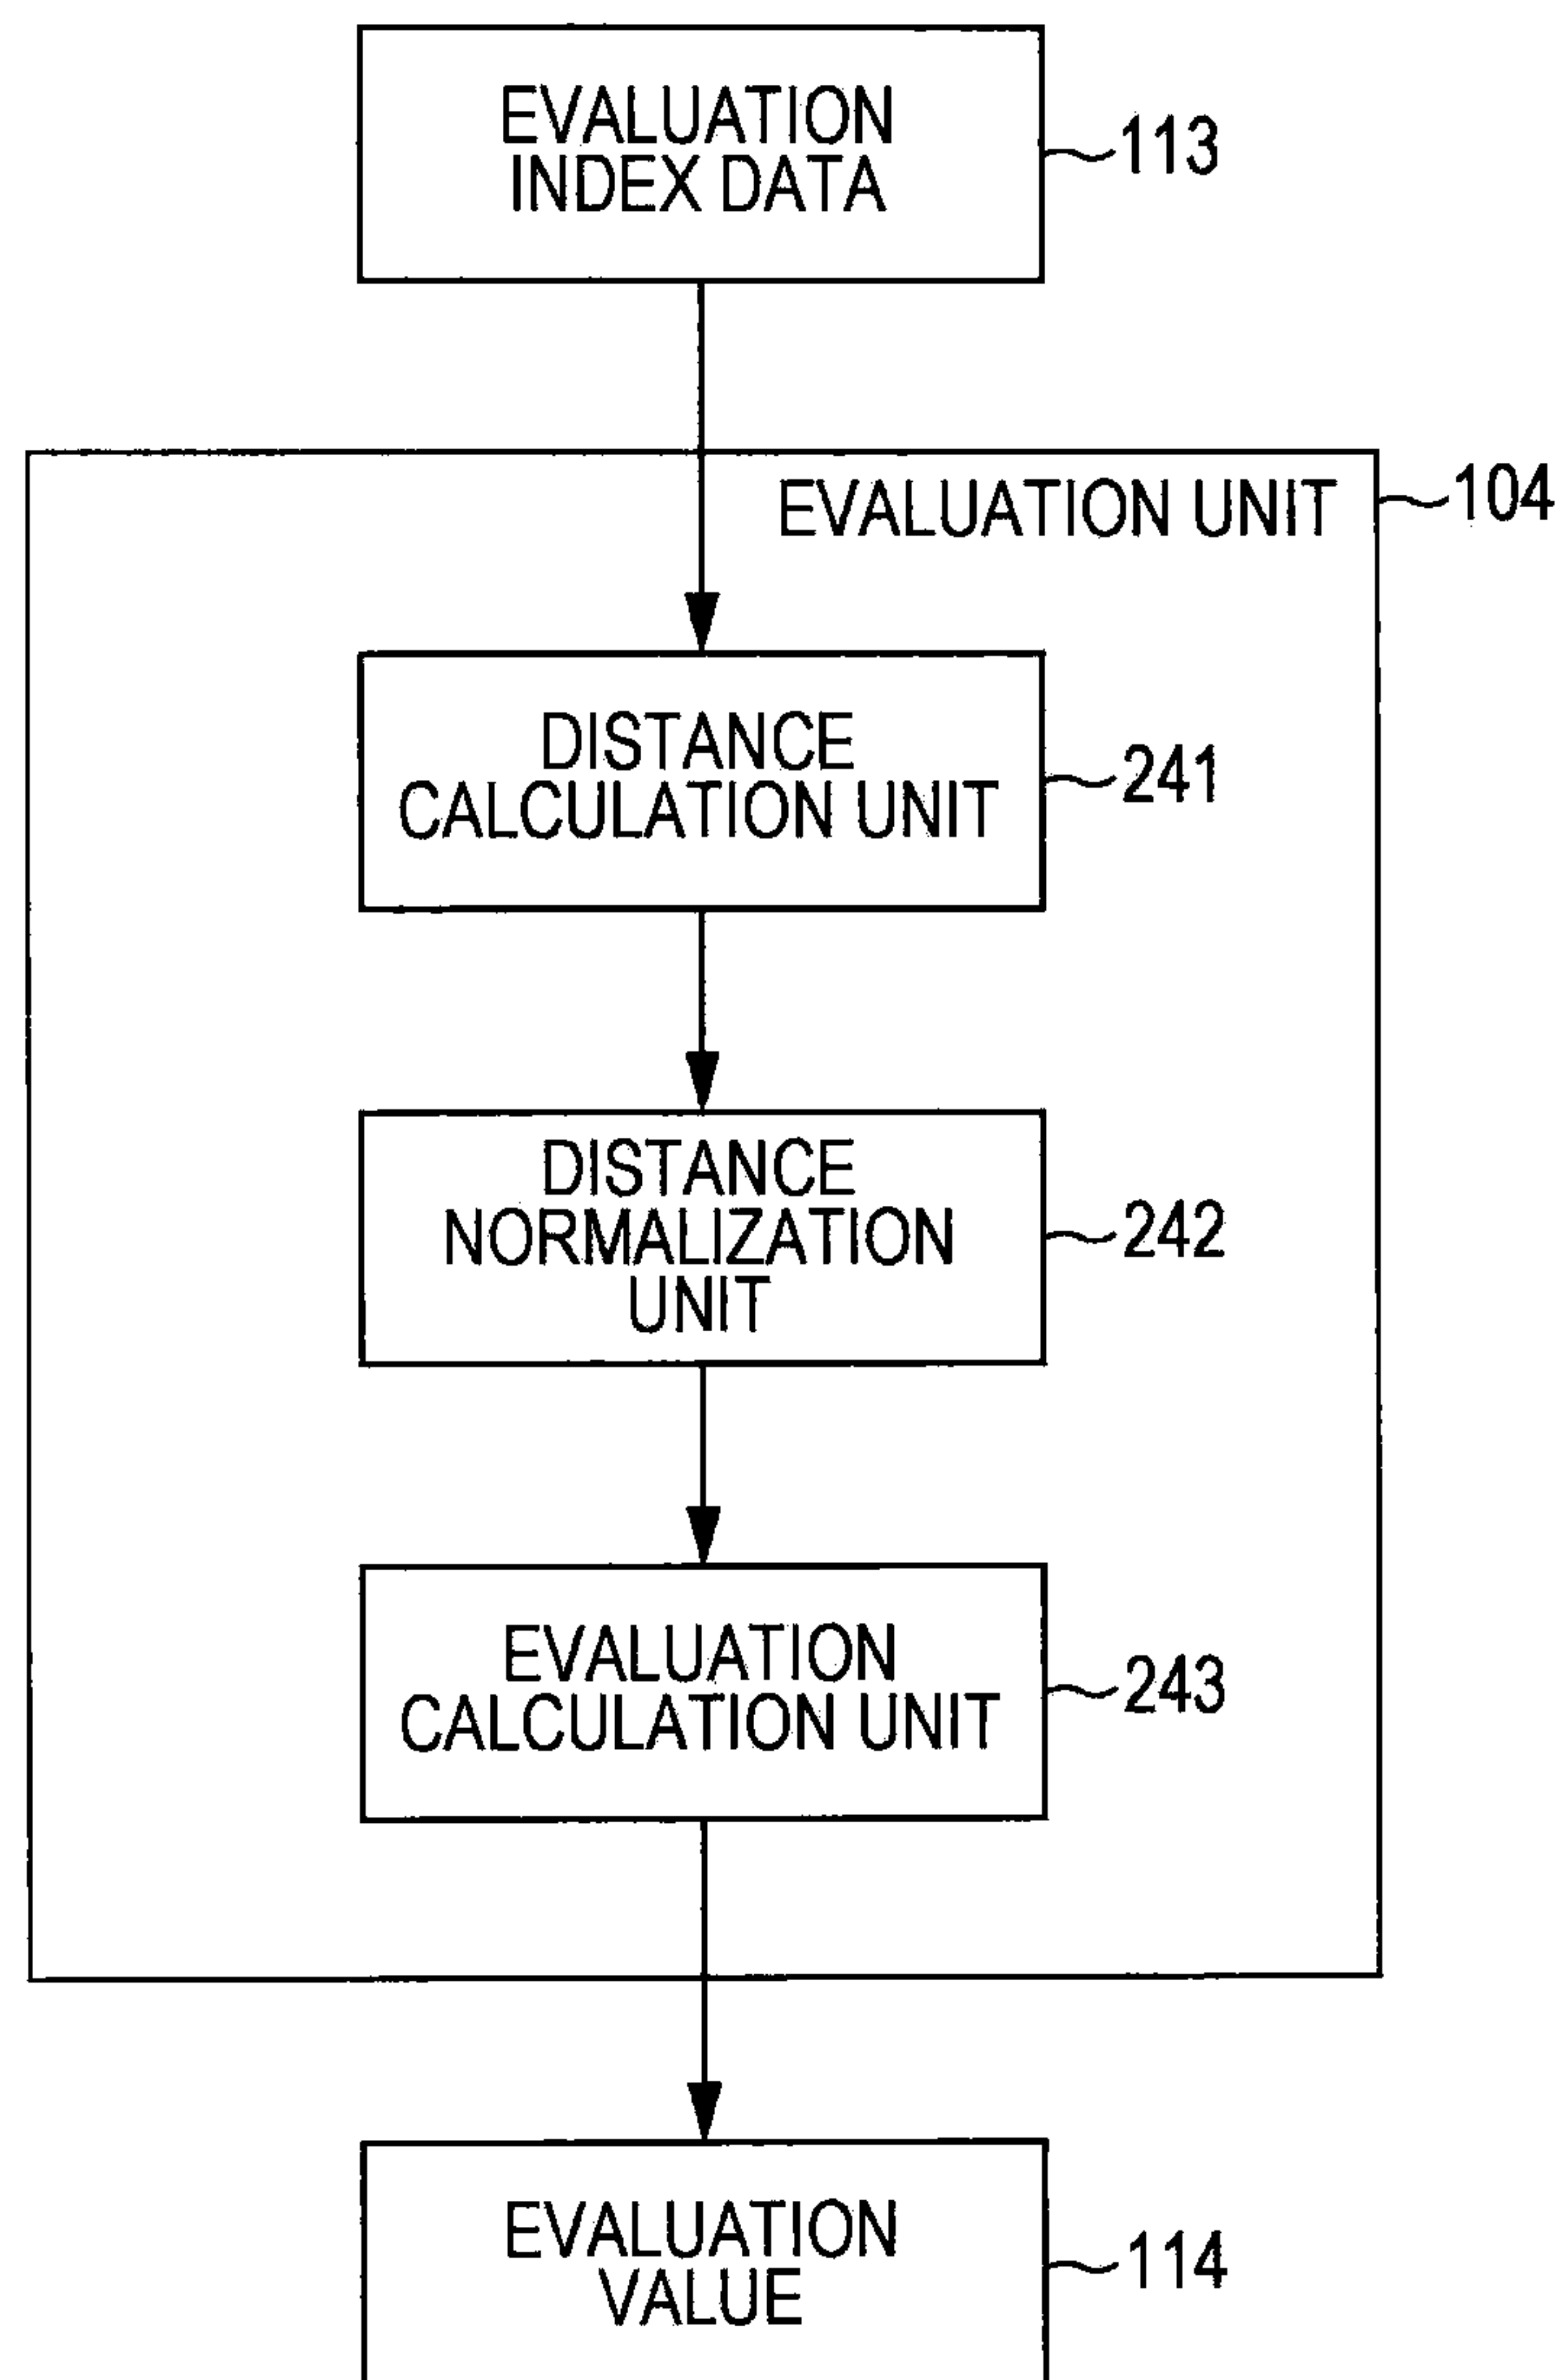 EVALUATION
INDEX DATA
113
EVALUATION UNIT
104
DISTANCE
CALCULATION UNIT
241
DISTANCE
NORMALIZATION
UNIT
242
EVALUATION
CALCULATION UNIT
243
EVALUATION
VALUE
114